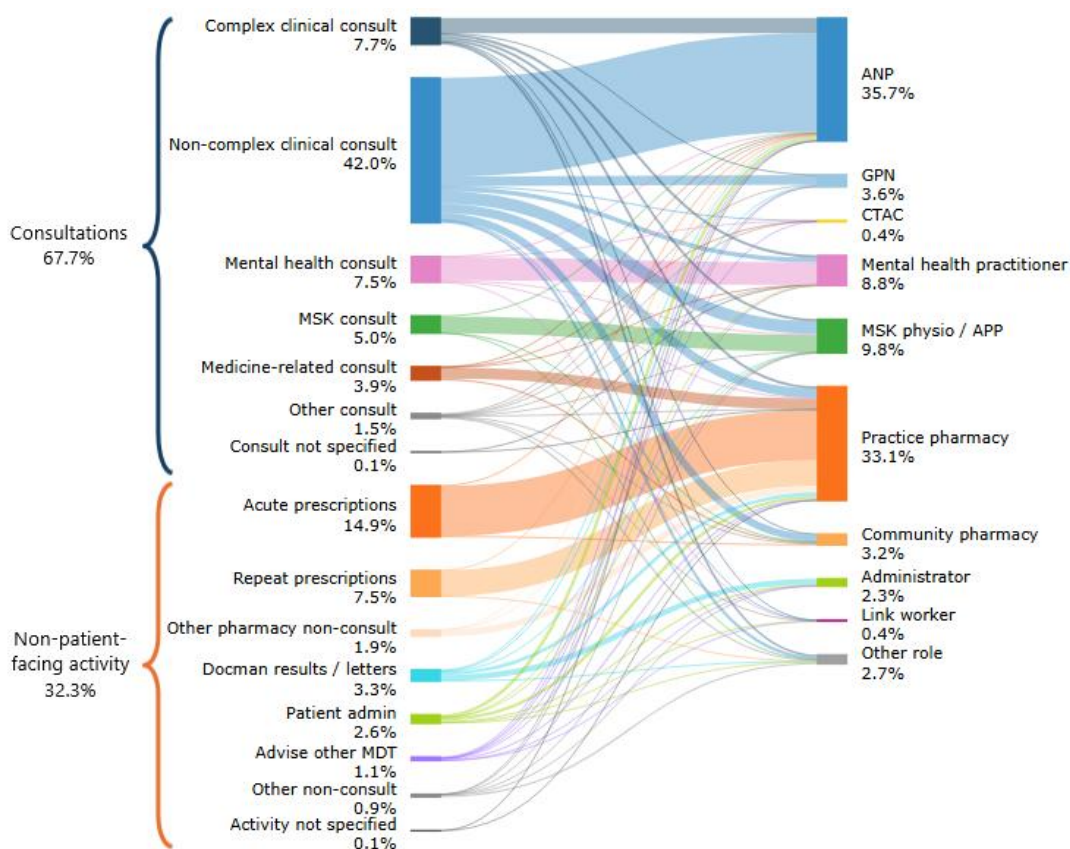 Consultations
67.7%
Complex clinical consult
7.7%
Non-complex clinical consult
42.0%
Mental health consult
7.5%
MSK consult
5.0%
Medicine-related consult
3.9%
Other consult
1.5%
Consult not specified
0.1%
Non-patient-
facing activity
32.3%
Acute prescriptions
14.9%
Repeat prescriptions
7.5%
Other pharmacy non-consult
1.9%
Docman results / letters
3.3%
Patient admin
2.6%
Advise other MDT
1.1%
Other non-consult
0.9%
Activity not specified
0.1%
ANP
35.7%
GPN
3.6%
CTAC
0.4%
Mental health practitioner
8.8%
MSK physio / APP
9.8%
Practice pharmacy
33.1%
Community pharmacy
3.2%
Administrator
2.3%
Link worker
0.4%
Other role
2.7%